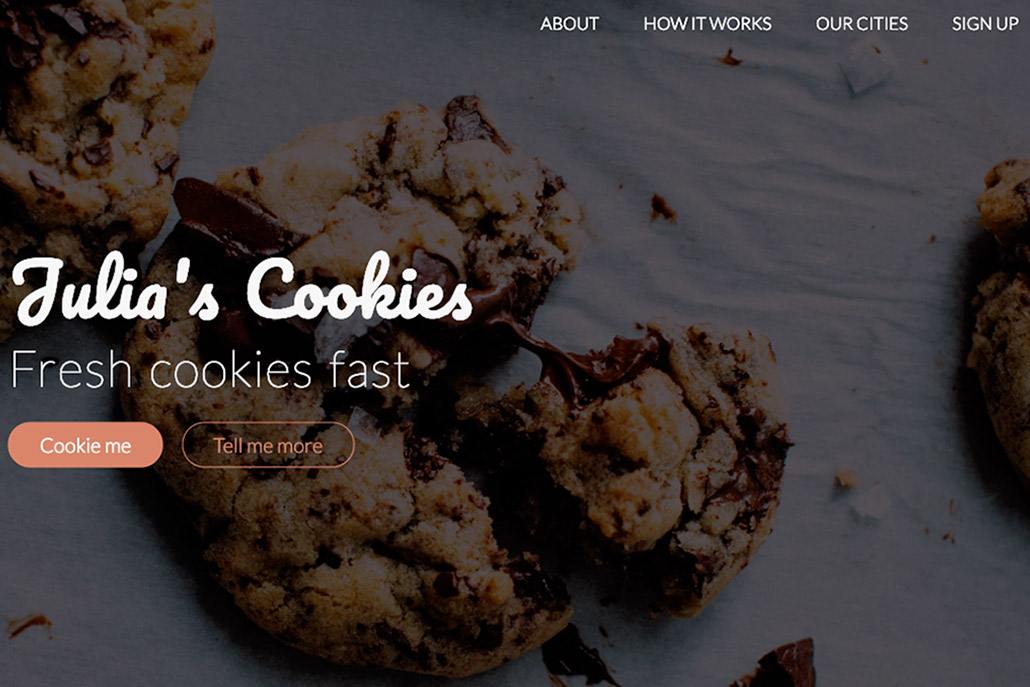 ABOUT HOW IT WORKS OUR CITIES SIGN UP
Julia's Cookies
Fresh cookies fast
Cookie me Tell me more